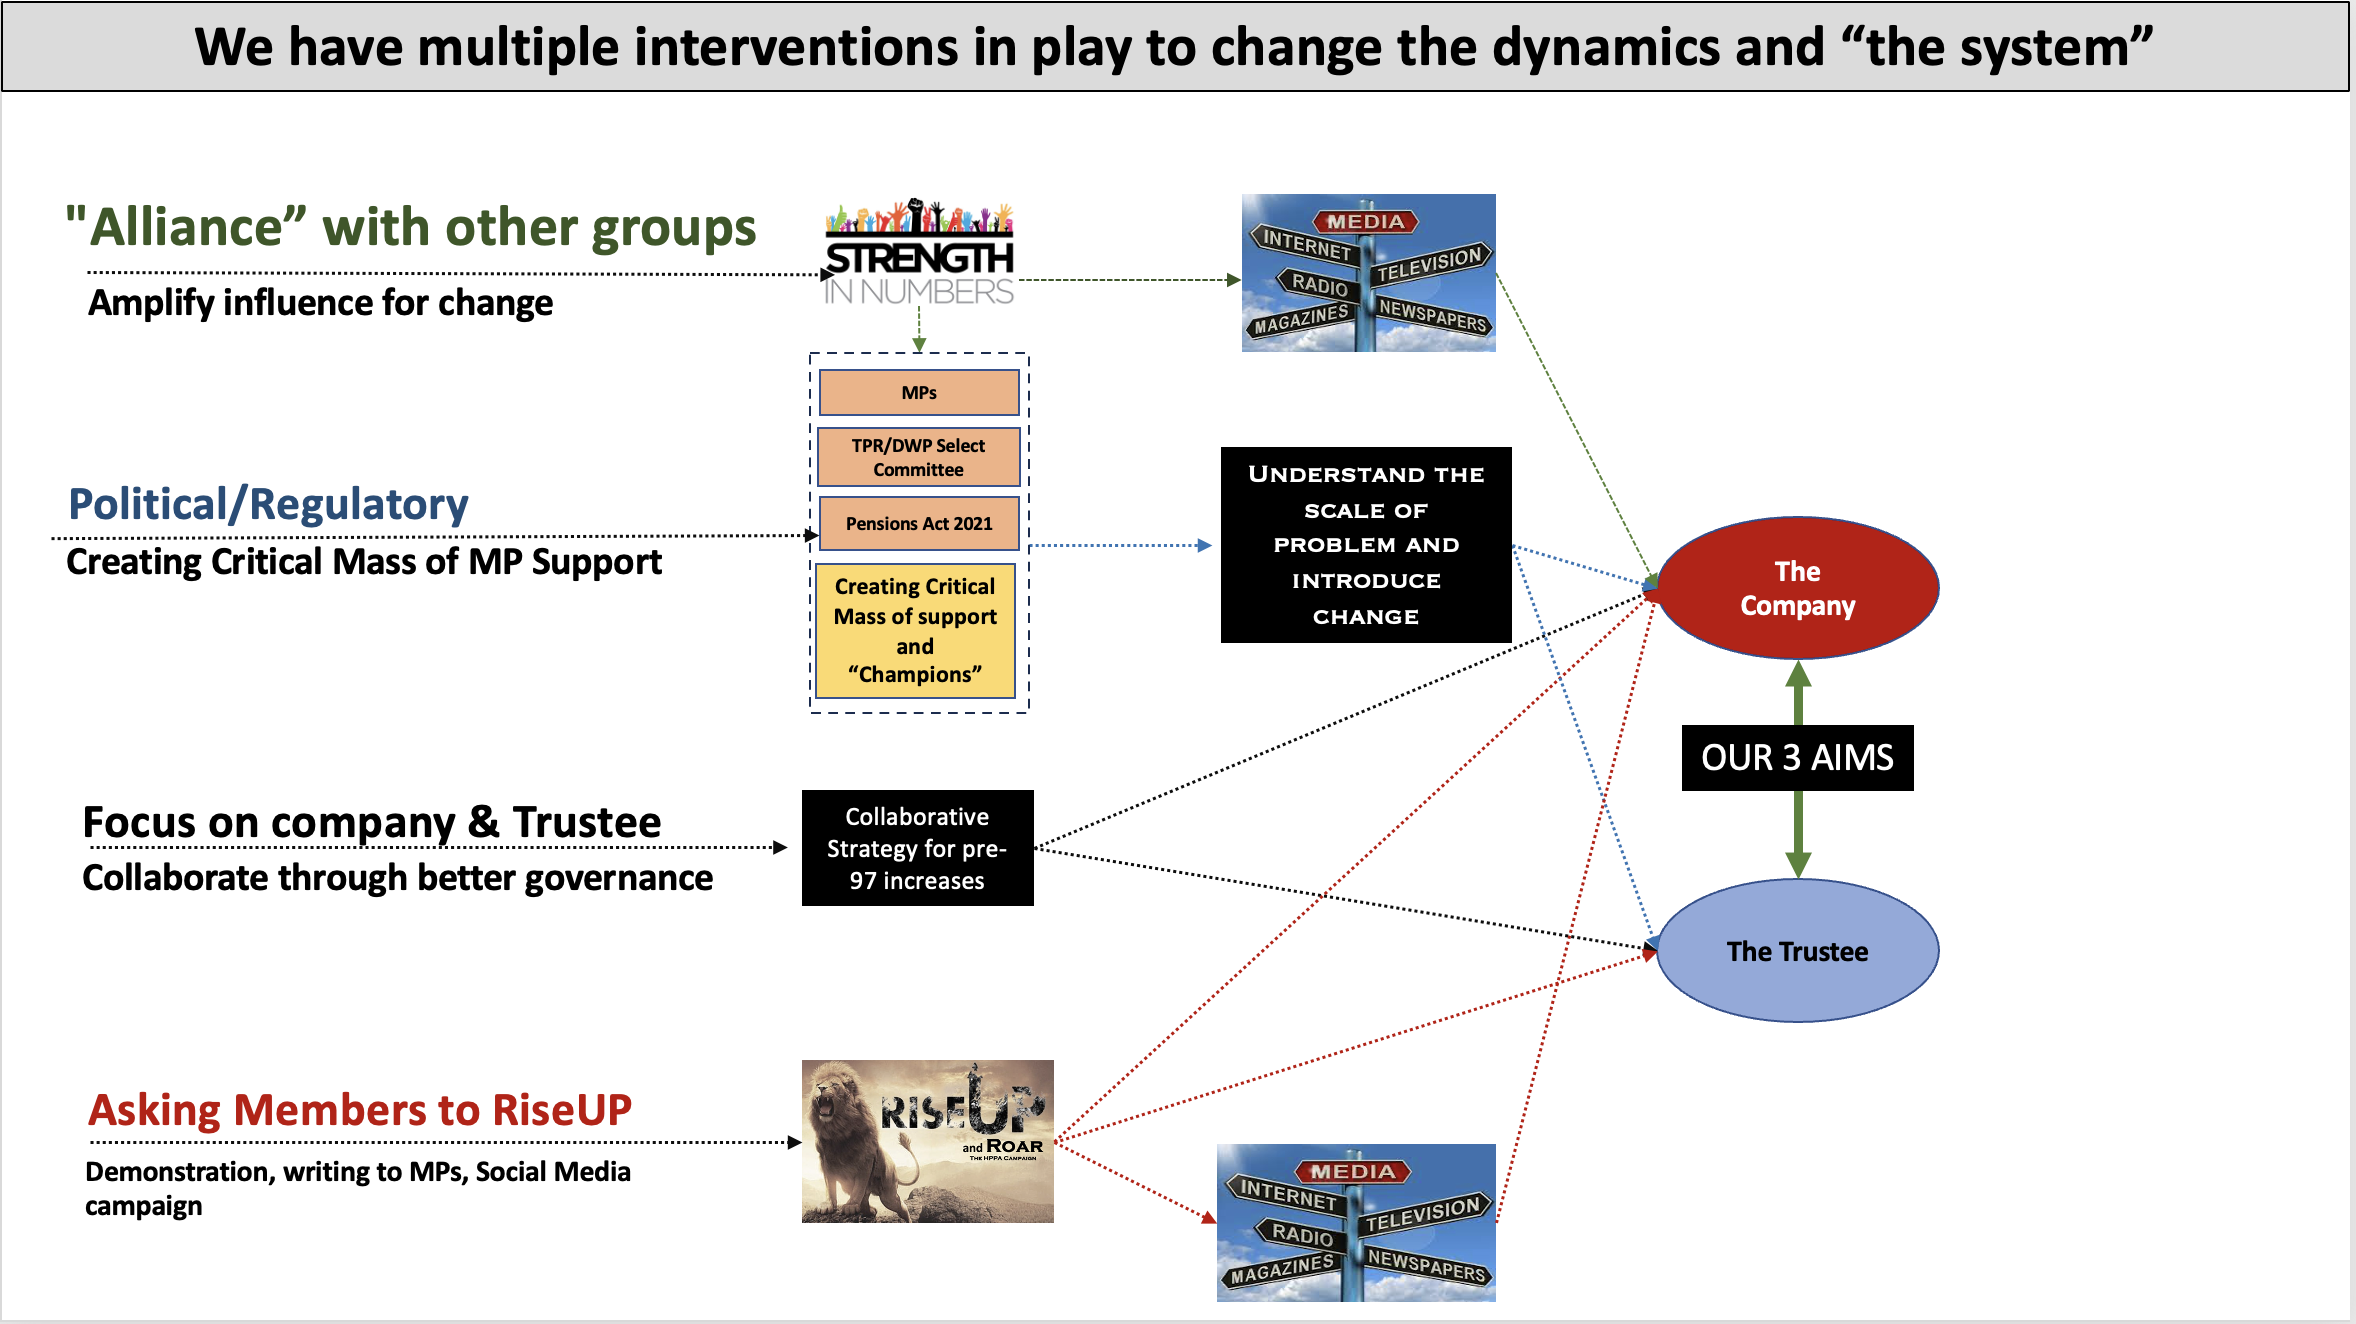 We have multiple interventions in play to change the dynamics and “the system”
"Alliance” with other groups
Amplify influence for change
STRENGTH
IN NUMBERS
MEDIA
INTERNET
TELEVISION
RADIO
NEWSPAPERS
MAGAZINES
MPs
TPR/DWP Select
Committee
Pensions Act 2021
Creating Critical
Mass of support
and
“Champions”
Political/Regulatory
Creating Critical Mass of MP Support
UNDERSTAND THE
SCALE OF
PROBLEM AND
INTRODUCE
CHANGE
The
Company
OUR 3 AIMS
The Trustee
Focus on company & Trustee
Collaborate through better governance
Collaborative
Strategy for pre-
97 increases
Asking Members to RiseUP
Demonstration, writing to MPs, Social Media
campaign
RISEUP
and ROAR
THE HPPA CAMPAIGN
MEDIA
INTERNET
TELEVISION
RADIO
NEWSPAPERS
MAGAZINES